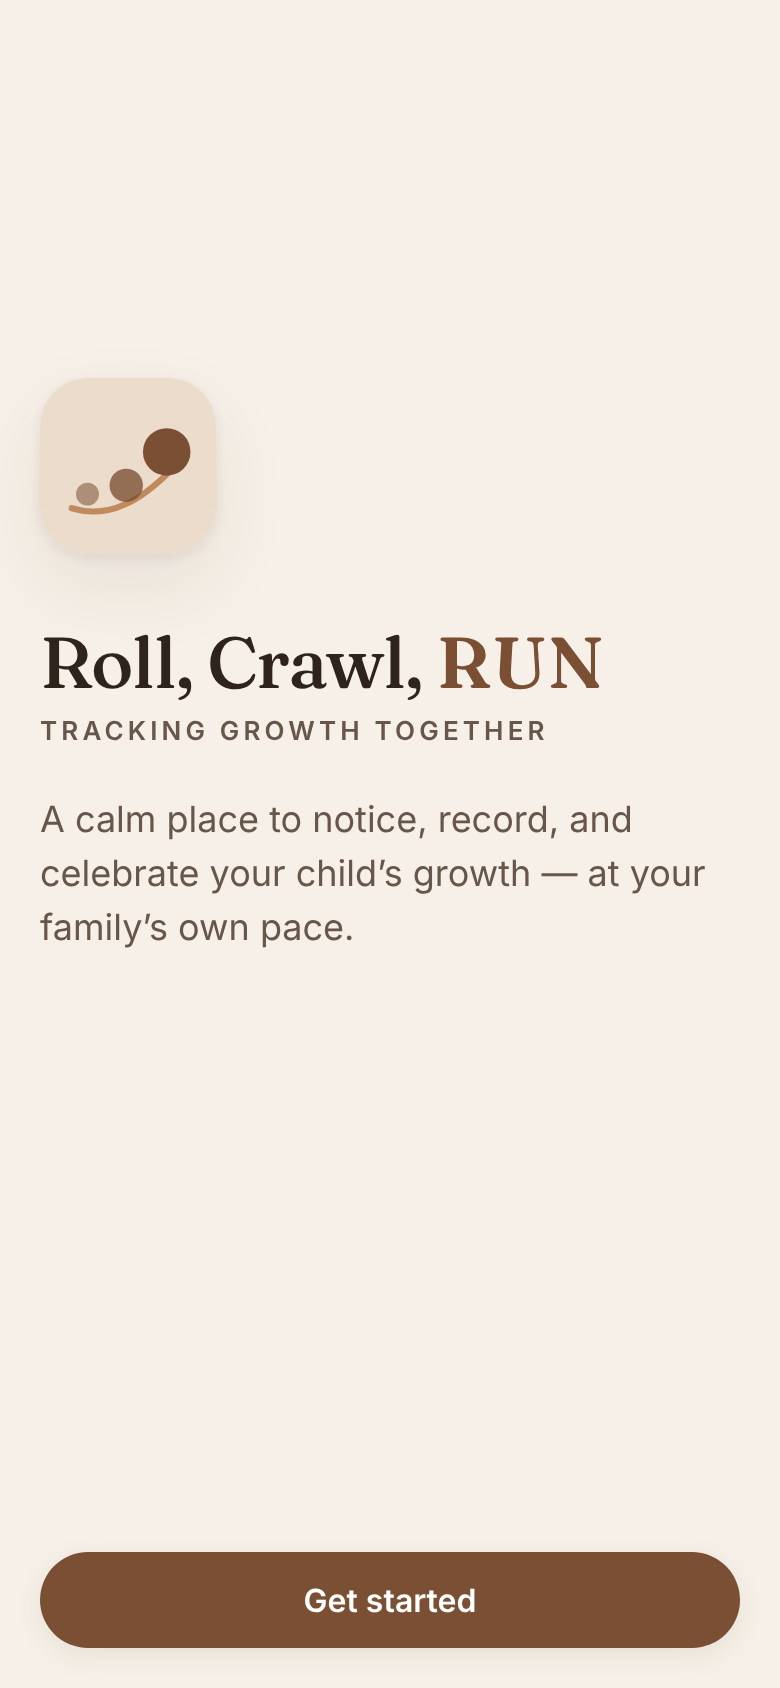 Roll, Crawl, RUN
TRACKING GROWTH TOGETHER
A calm place to notice, record, and
celebrate your child’s growth — at your
family’s own pace.
Get started